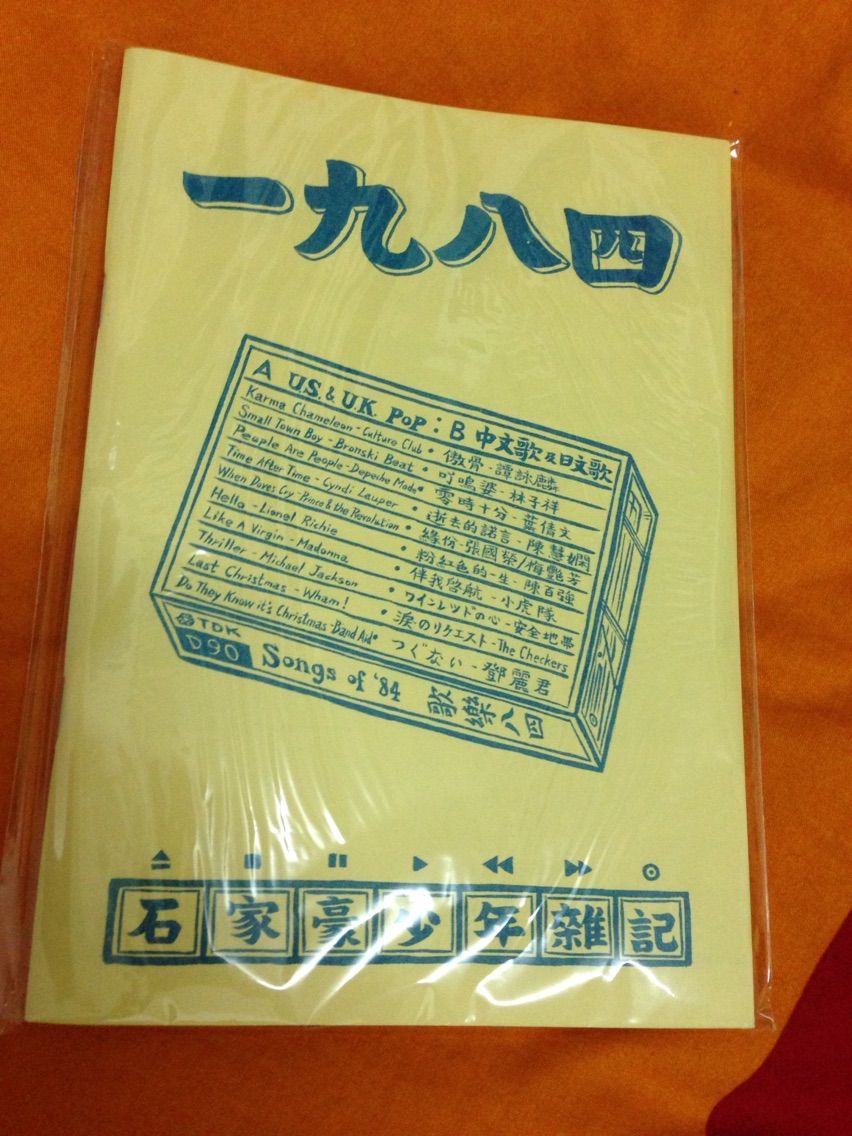 一九八四
A U.S. & U.K. POP : B 中文歌及日文歌
Karma Chameleon - Culture Club • 傲骨 - 譚詠麟
Small Town Boy - Bronski Beat • 叮嗚婆 - 林子祥
People Are People - Depeche Mode • 零時十分 - 葉蒨文
Time After Time - Cyndi Lauper • 逝去的諾言 - 陳慧嫻
When Doves Cry - Prince & the Revolution • 緣份 - 張國榮/梅艷芳
Hello - Lionel Richie • 粉紅色的一生 - 陳百強
Like A Virgin - Madonna • 伴我啓航 - 小虎隊
Thriller - Michael Jackson • ワインレッドの心 - 安全地帯
Last Christmas - Wham! • 涙のリクエスト - The Checkers
Do They Know it's Christmas - Band Aid • つぐない - 鄧麗君
TDK
D90 Songs of '84 歌樂八四
石家豪少年雜記